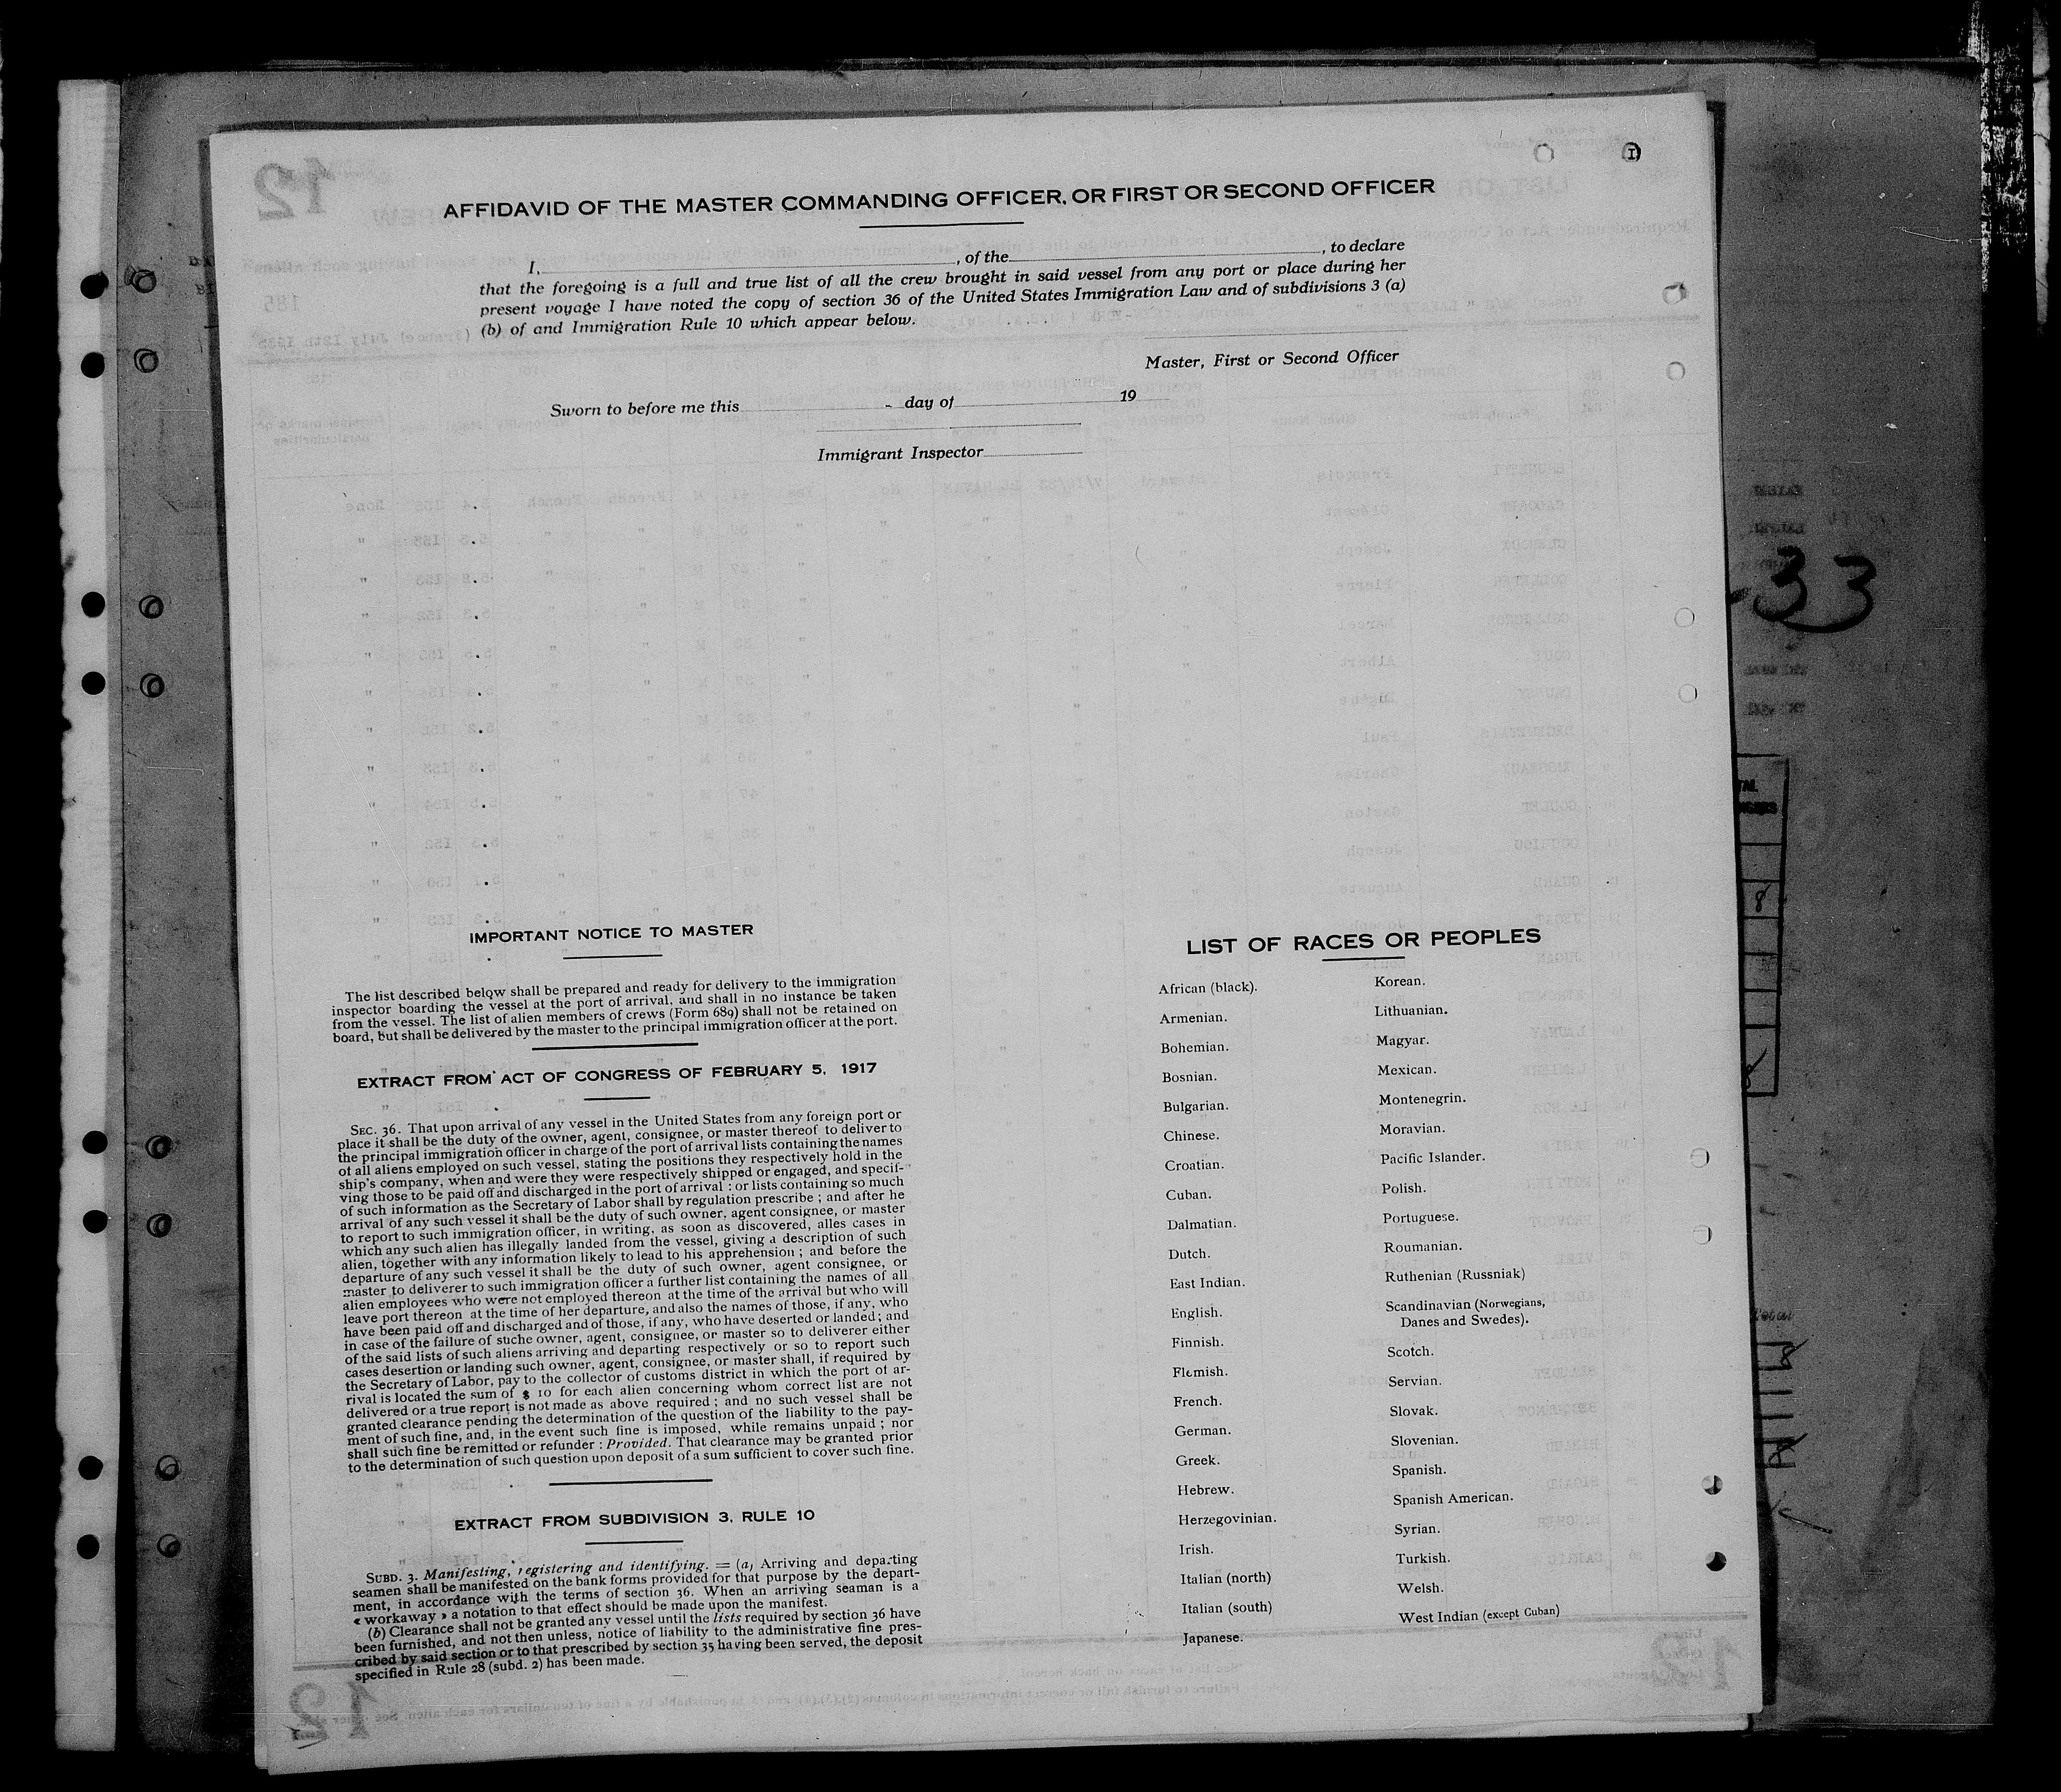 AFFIDAVID OF THE MASTER COMMANDING OFFICER, OR FIRST OR SECOND OFFICER
I, , of the , to declare
that the foregoing is a full and true list of all the crew brought in said vessel from any port or place during her
present voyage I have noted the copy of section 36 of the United States Immigration Law and of subdivisions 3 (a)
(b) of and Immigration Rule 10 which appear below.
Master, First or Second Officer
Sworn to before me this day of 19
Immigrant Inspector
33
IMPORTANT NOTICE TO MASTER
The list described below shall be prepared and ready for delivery to the immigration
inspector boarding the vessel at the port of arrival, and shall in no instance be taken
from the vessel. The list of alien members of crews (Form 689) shall not be retained on
board, but shall be delivered by the master to the principal immigration officer at the port.
EXTRACT FROM ACT OF CONGRESS OF FEBRUARY 5, 1917
SEC. 36. That upon arrival of any vessel in the United States from any foreign port or
place it shall be the duty of the owner, agent, consignee, or master thereof to deliver to
the principal immigration officer in charge of the port of arrival lists containing the names
of all aliens employed on such vessel, stating the positions they respectively hold in the
ship's company, when and were they were respectively shipped or engaged, and specif-
ving those to be paid off and discharged in the port of arrival : or lists containing so much
of such information as the Secretary of Labor shall by regulation prescribe ; and after he
arrival of any such vessel it shall be the duty of such owner, agent consignee, or master
to report to such immigration officer, in writing, as soon as discovered, alles cases in
which any such alien has illegally landed from the vessel, giving a description of such
alien, together with any information likely to lead to his apprehension ; and before the
departure of any such vessel it shall be the duty of such owner, agent consignee, or
master to deliverer to such immigration officer a further list containing the names of all
alien employees who were not employed thereon at the time of the arrival but who will
leave port thereon at the time of her departure, and also the names of those, if any, who
have been paid off and discharged and of those, if any, who have deserted or landed ; and
in case of the failure of suche owner, agent, consignee, or master so to deliverer either
of the said lists of such aliens arriving and departing respectively or so to report such
cases desertion or landing such owner, agent, consignee, or master shall, if required by
the Secretary of Labor, pay to the collector of customs district in which the port of ar-
rival is located the sum of $ 10 for each alien concerning whom correct list are not
delivered or a true report is not made as above required ; and no such vessel shall be
granted clearance pending the determination of the question of the liability to the pay-
ment of such fine, and, in the event such fine is imposed, while remains unpaid ; nor
shall such fine be remitted or refunder : Provided. That clearance may be granted prior
to the determination of such question upon deposit of a sum sufficient to cover such fine.
EXTRACT FROM SUBDIVISION 3, RULE 10
SUBD. 3. Manifesting, registering and identifying. = (a) Arriving and departing
seamen shall be manifested on the bank forms provided for that purpose by the depart-
ment, in accordance with the terms of section 36. When an arriving seaman is a
« workaway » a notation to that effect should be made upon the manifest.
(b) Clearance shall not be granted any vessel until the lists required by section 36 have
been furnished, and not then unless, notice of liability to the administrative fine pres-
cribed by said section or to that prescribed by section 35 having been served, the deposit
specified in Rule 28 (subd. 2) has been made.
LIST OF RACES OR PEOPLES
African (black).
Armenian.
Bohemian.
Bosnian.
Bulgarian.
Chinese.
Croatian.
Cuban.
Dalmatian.
Dutch.
East Indian.
English.
Finnish.
Flemish.
French.
German.
Greek.
Hebrew.
Herzegovinian.
Irish.
Italian (north)
Italian (south)
Japanese.
Korean.
Lithuanian.
Magyar.
Mexican.
Montenegrin.
Moravian.
Pacific Islander.
Polish.
Portuguese.
Roumanian.
Ruthenian (Russniak)
Scandinavian (Norwegians,
Danes and Swedes).
Scotch.
Servian.
Slovak.
Slovenian.
Spanish.
Spanish American.
Syrian.
Turkish.
Welsh.
West Indian (except Cuban)